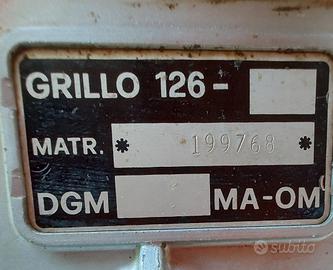 GRILLO 126-
MATR. * 199768 *
DGM MA-OM
subito